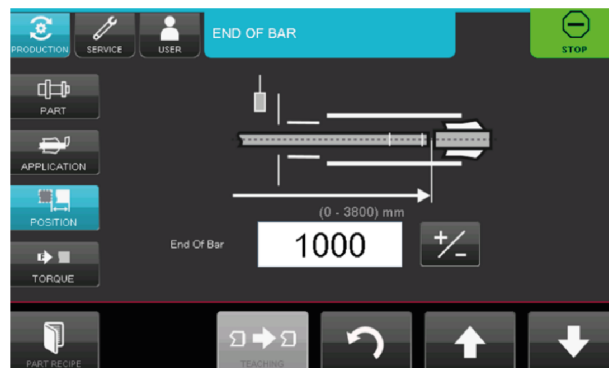 PRODUCTION
SERVICE
USER
END OF BAR
STOP
PART
APPLICATION
POSITION
TORQUE
(0 - 3800) mm
End Of Bar
1000
+/-
PART RECIPE
TEACHING